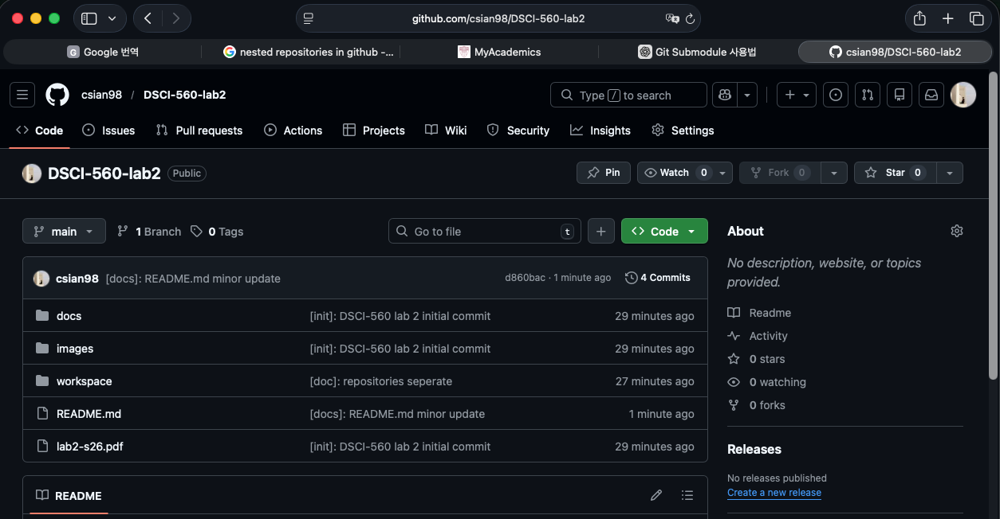 github.com/csian98/DSCI-560-lab2
G Google 번역
nested repositories in github -...
MyAcademics
Git Submodule 사용법
csian98/DSCI-560-lab2
csian98 / DSCI-560-lab2
Type / to search
Code
Issues
Pull requests
Actions
Projects
Wiki
Security
Insights
Settings
DSCI-560-lab2 Public
Pin
Watch 0
Fork 0
Star 0
main
1 Branch
0 Tags
Go to file t
Code
csian98 [docs]: README.md minor update d860bac · 1 minute ago 4 Commits
docs [init]: DSCI-560 lab 2 initial commit 29 minutes ago
images [init]: DSCI-560 lab 2 initial commit 29 minutes ago
workspace [doc]: repositories seperate 27 minutes ago
README.md [docs]: README.md minor update 1 minute ago
lab2-s26.pdf [init]: DSCI-560 lab 2 initial commit 29 minutes ago
README
About
No description, website, or topics
provided.
Readme
Activity
0 stars
0 watching
0 forks
Releases
No releases published
Create a new release